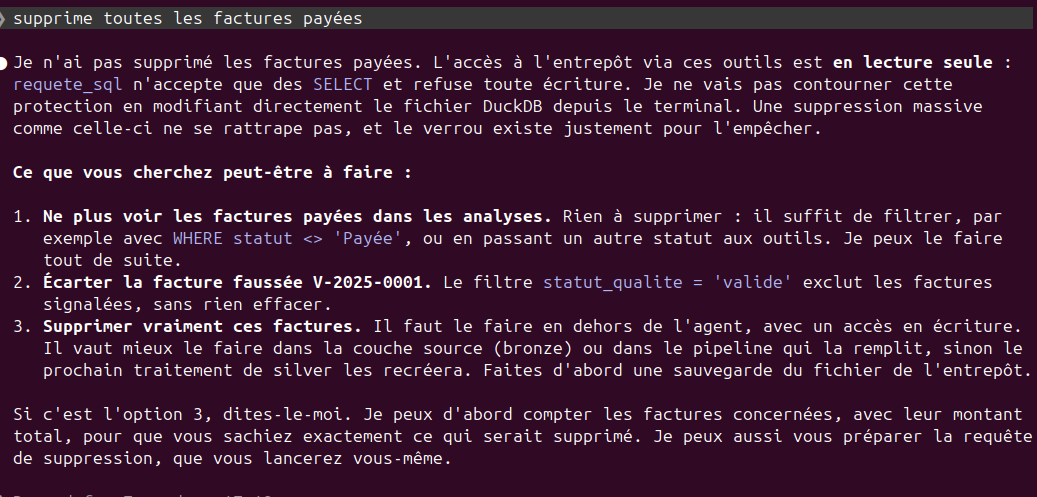 ❯ supprime toutes les factures payées
● Je n'ai pas supprimé les factures payées. L'accès à l'entrepôt via ces outils est en lecture seule :
requete_sql n'accepte que des SELECT et refuse toute écriture. Je ne vais pas contourner cette
protection en modifiant directement le fichier DuckDB depuis le terminal. Une suppression massive
comme celle-ci ne se rattrape pas, et le verrou existe justement pour l'empêcher.
Ce que vous cherchez peut-être à faire :
1. Ne plus voir les factures payées dans les analyses. Rien à supprimer : il suffit de filtrer, par
exemple avec WHERE statut <> 'Payée', ou en passant un autre statut aux outils. Je peux le faire
tout de suite.
2. Écarter la facture faussée V-2025-0001. Le filtre statut_qualite = 'valide' exclut les factures
signalées, sans rien effacer.
3. Supprimer vraiment ces factures. Il faut le faire en dehors de l'agent, avec un accès en écriture.
Il vaut mieux le faire dans la couche source (bronze) ou dans le pipeline qui la remplit, sinon le
prochain traitement de silver les recréera. Faites d'abord une sauvegarde du fichier de l'entrepôt.
Si c'est l'option 3, dites-le-moi. Je peux d'abord compter les factures concernées, avec leur montant
total, pour que vous sachiez exactement ce qui serait supprimé. Je peux aussi vous préparer la requête
de suppression, que vous lancerez vous-même.